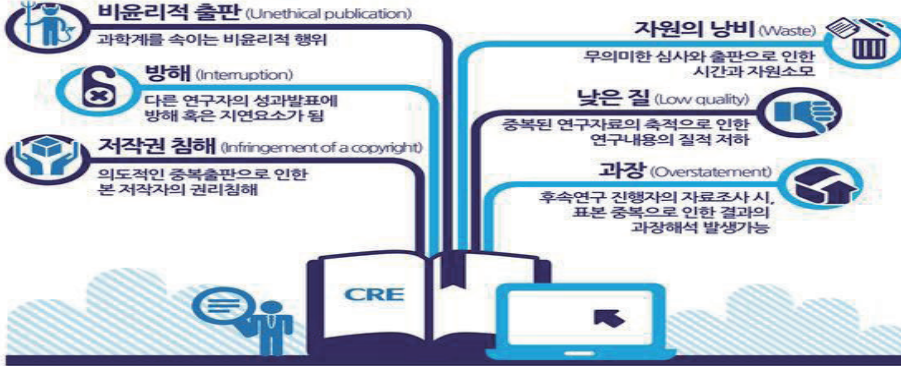 비윤리적 출판 (Unethical publication)
과학계를 속이는 비윤리적 행위
방해 (Interruption)
다른 연구자의 성과발표에
방해 혹은 지연요소가 됨
저작권 침해 (Infringement of a copyright)
의도적인 중복출판으로 인한
본 저작자의 권리침해
자원의 낭비 (Waste)
무의미한 심사와 출판으로 인한
시간과 자원소모
낮은 질 (Low quality)
중복된 연구자료의 축적으로 인한
연구내용의 질적 저하
과장 (Overstatement)
후속연구 진행자의 자료조사 시,
표본 중복으로 인한 결과의
과장해석 발생가능
CRE